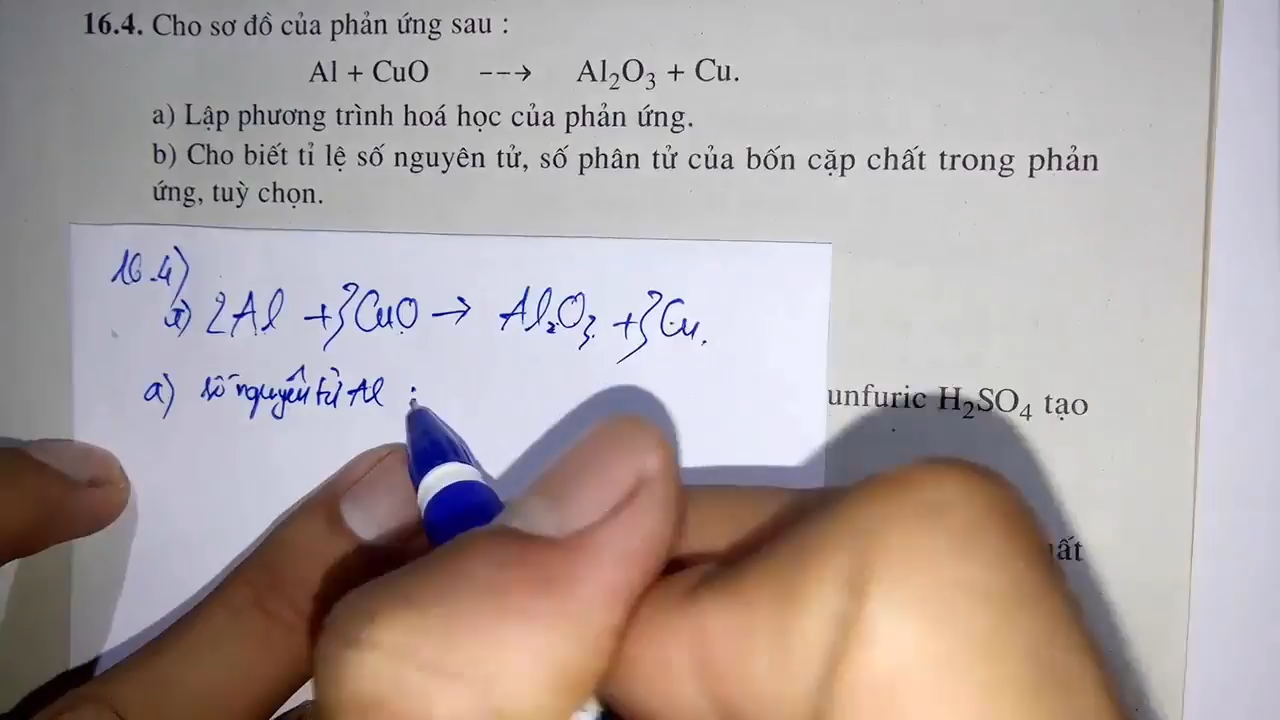 16.4. Cho sơ đồ của phản ứng sau :
Al + CuO ---> Al₂O₃ + Cu.
a) Lập phương trình hoá học của phản ứng.
b) Cho biết tỉ lệ số nguyên tử, số phân tử của bốn cặp chất trong phản
ứng, tuỳ chọn.
16.4)
a) 2Al + 3CuO → Al₂O₃ + 3Cu.
a) số nguyên tử Al :
unfuric H₂SO₄ tạo
ất